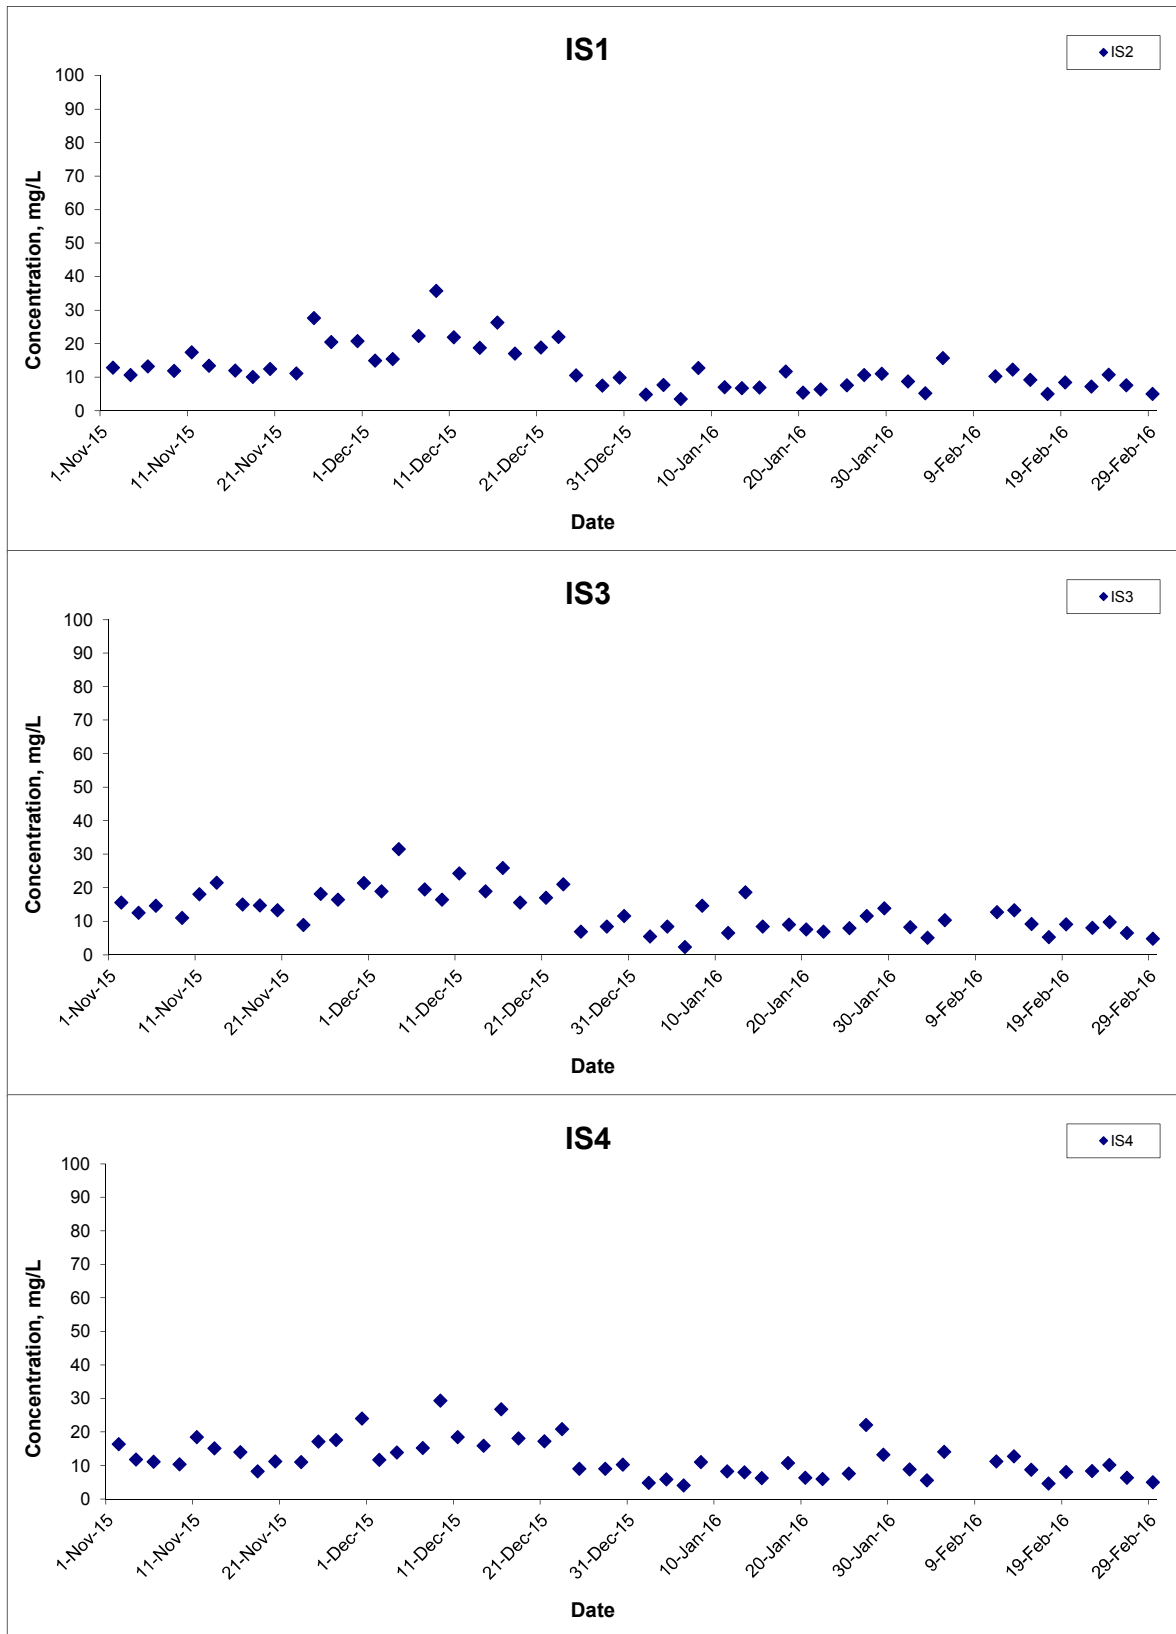 IS1
IS2
100
90
80
70
60
50
40
30
20
10
0
Concentration, mg/L
1-Nov-15
11-Nov-15
21-Nov-15
1-Dec-15
11-Dec-15
21-Dec-15
31-Dec-15
10-Jan-16
20-Jan-16
30-Jan-16
9-Feb-16
19-Feb-16
29-Feb-16
Date
IS3
IS3
100
90
80
70
60
50
40
30
20
10
0
Concentration, mg/L
1-Nov-15
11-Nov-15
21-Nov-15
1-Dec-15
11-Dec-15
21-Dec-15
31-Dec-15
10-Jan-16
20-Jan-16
30-Jan-16
9-Feb-16
19-Feb-16
29-Feb-16
Date
IS4
IS4
100
90
80
70
60
50
40
30
20
10
0
Concentration, mg/L
1-Nov-15
11-Nov-15
21-Nov-15
1-Dec-15
11-Dec-15
21-Dec-15
31-Dec-15
10-Jan-16
20-Jan-16
30-Jan-16
9-Feb-16
19-Feb-16
29-Feb-16
Date